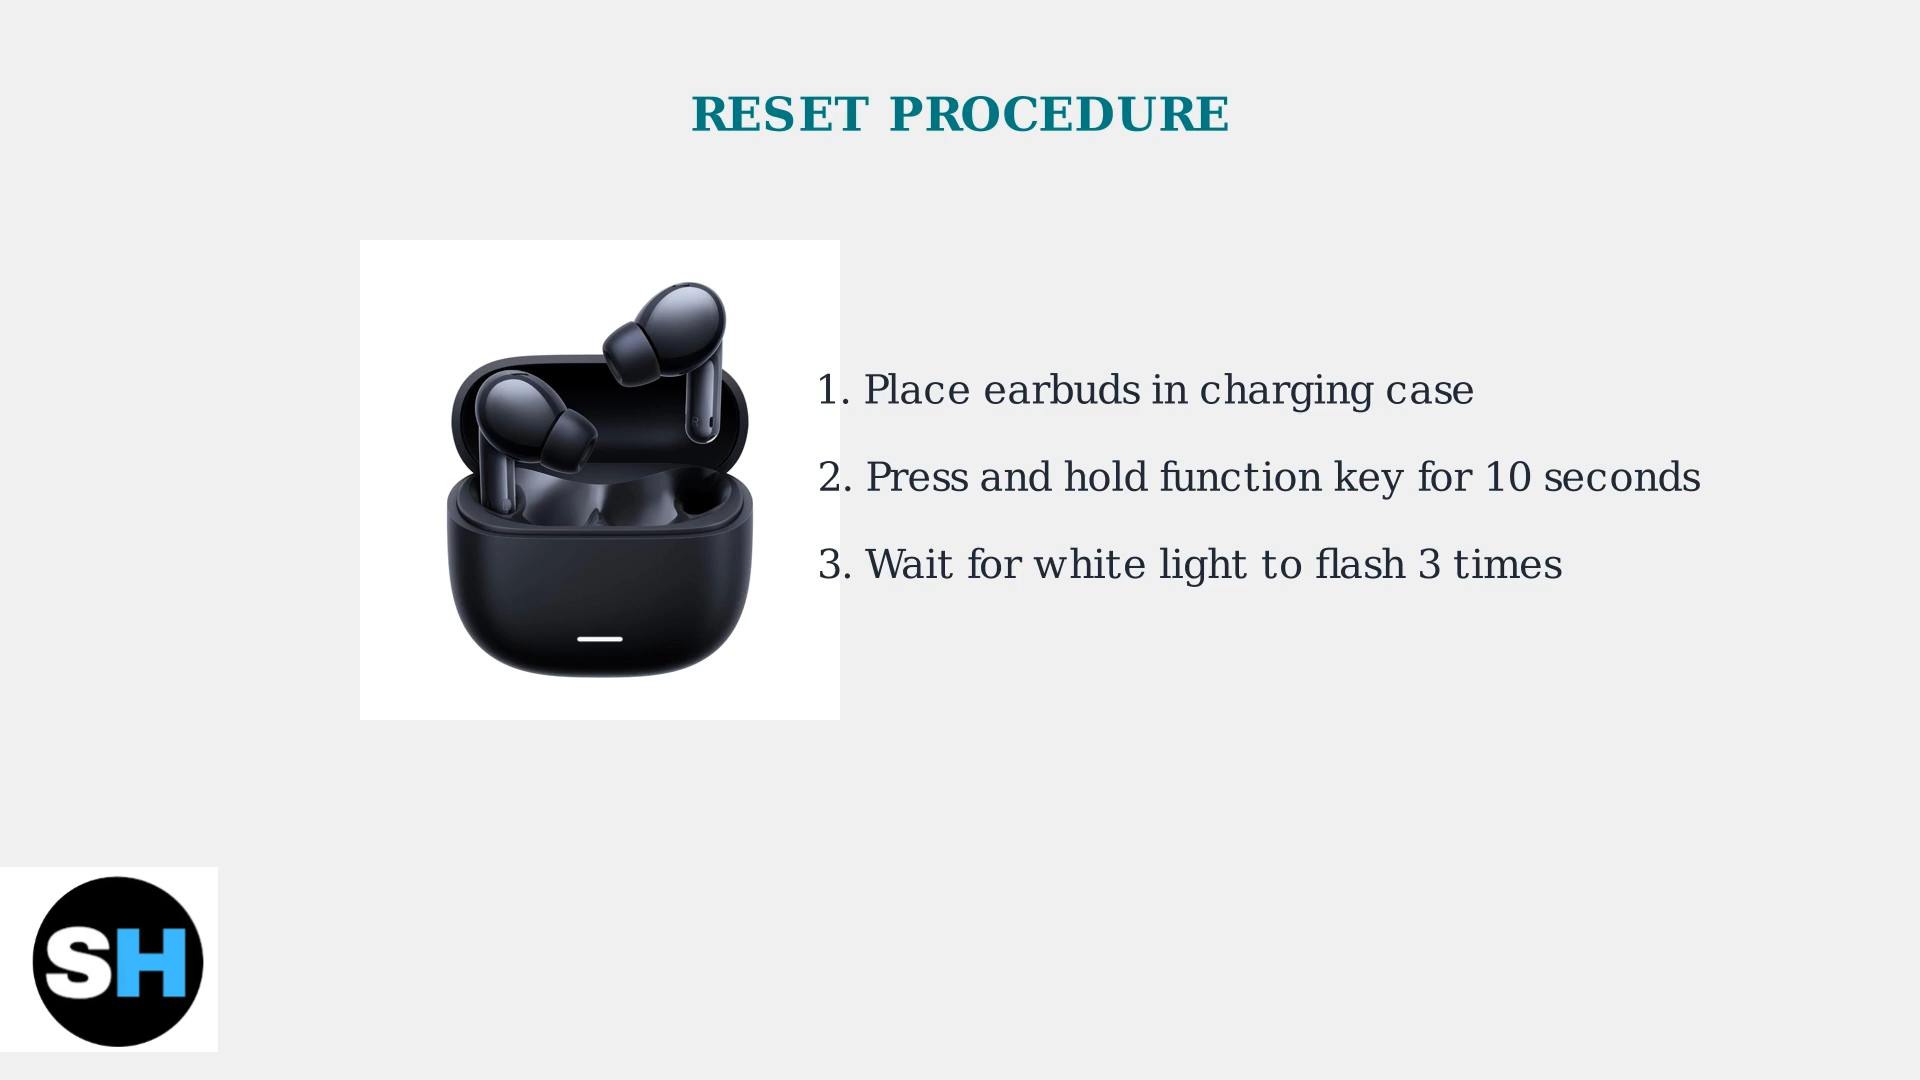 RESET PROCEDURE
1. Place earbuds in charging case
2. Press and hold function key for 10 seconds
3. Wait for white light to flash 3 times
SH